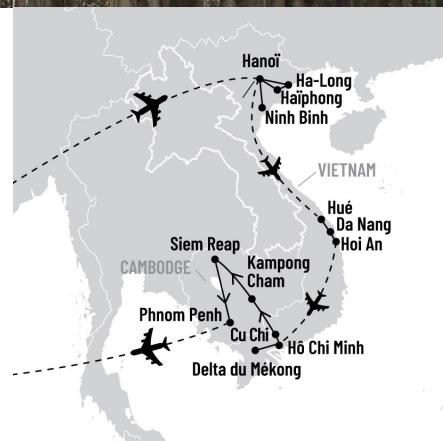 Hanoï
Ha-Long
Haïphong
Ninh Binh
VIETNAM
Hué
Da Nang
Hoi An
Siem Reap
CAMBODGE
Kampong
Cham
Phnom Penh
Cu Chi
Hô Chi Minh
Delta du Mékong